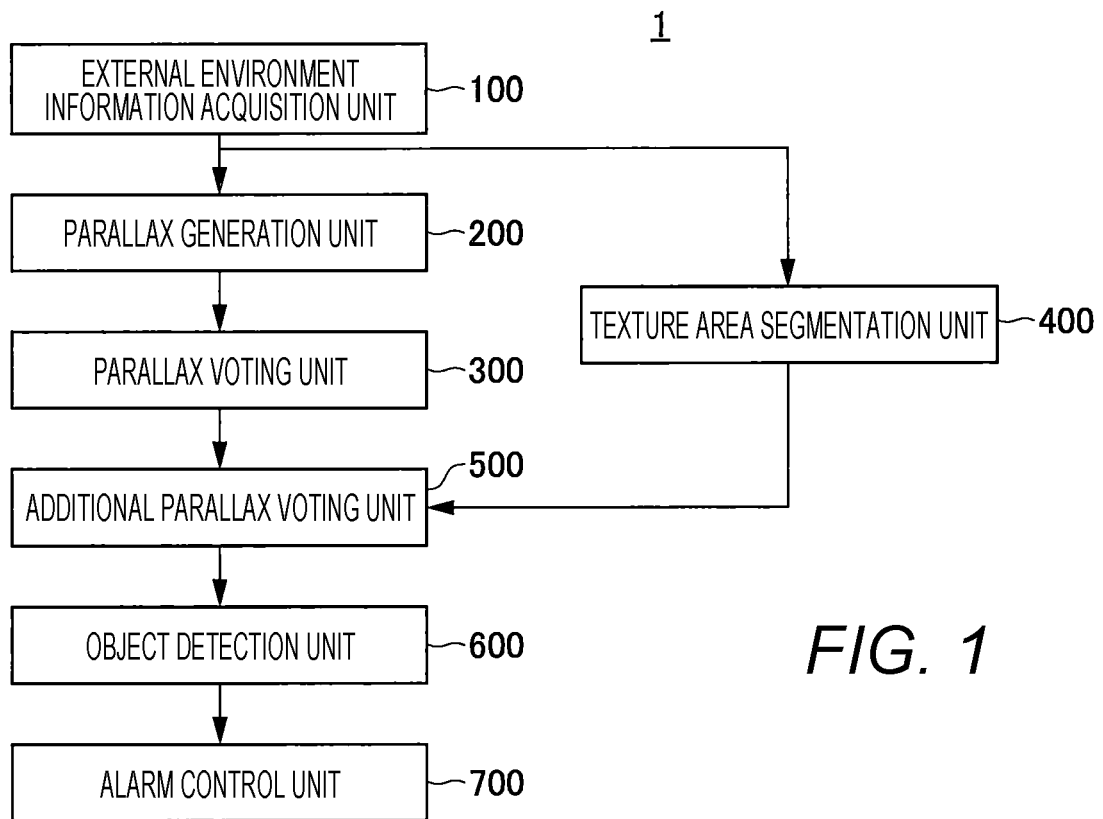 1
EXTERNAL ENVIRONMENT
INFORMATION ACQUISITION UNIT
100
PARALLAX GENERATION UNIT
200
TEXTURE AREA SEGMENTATION UNIT
400
PARALLAX VOTING UNIT
300
500
ADDITIONAL PARALLAX VOTING UNIT
OBJECT DETECTION UNIT
600
FIG. 1
ALARM CONTROL UNIT
700